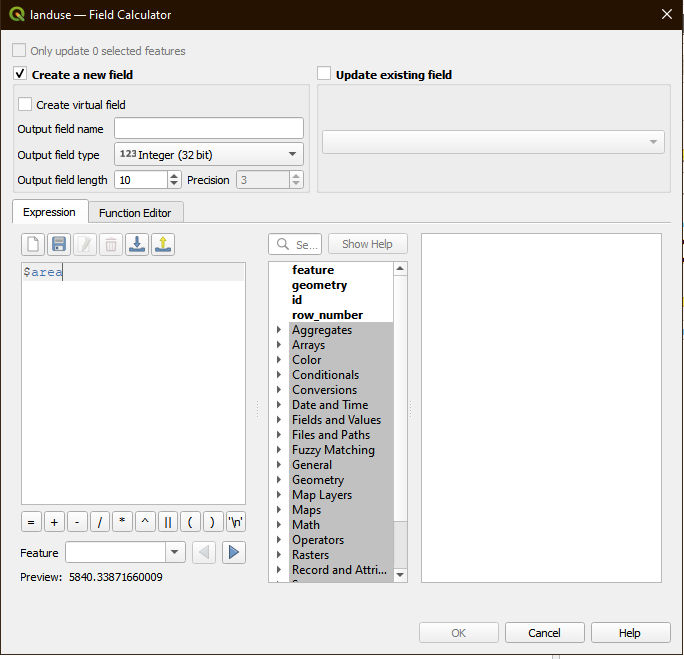 landuse — Field Calculator
Only update 0 selected features
Create a new field
Update existing field
Create virtual field
Output field name
Output field type 123 Integer (32 bit)
Output field length 10 Precision 3
Expression Function Editor
Se... Show Help
$area
feature
geometry
id
row_number
Aggregates
Arrays
Color
Conditionals
Conversions
Date and Time
Fields and Values
Files and Paths
Fuzzy Matching
General
Geometry
Map Layers
Maps
Math
Operators
Rasters
Record and Attri...
= + - / * ^ || ( ) '\n'
Feature
Preview: 5840.33871660009
OK Cancel Help